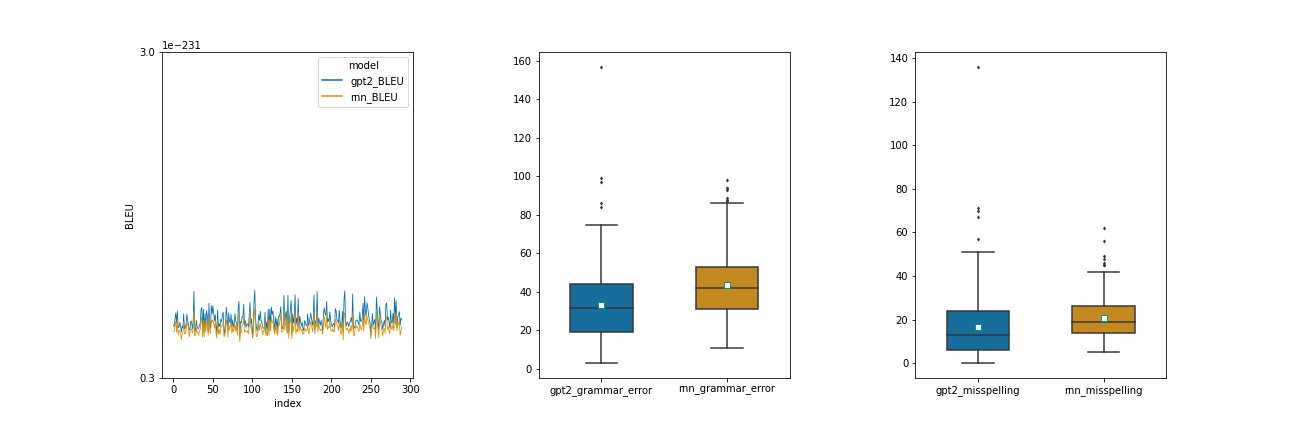 1e−231
3.0
0.3
BLEU
model
gpt2_BLEU
rnn_BLEU
0 50 100 150 200 250 300
index
160
140
120
100
80
60
40
20
0
gpt2_grammar_error rnn_grammar_error
140
120
100
80
60
40
20
0
gpt2_misspelling rnn_misspelling